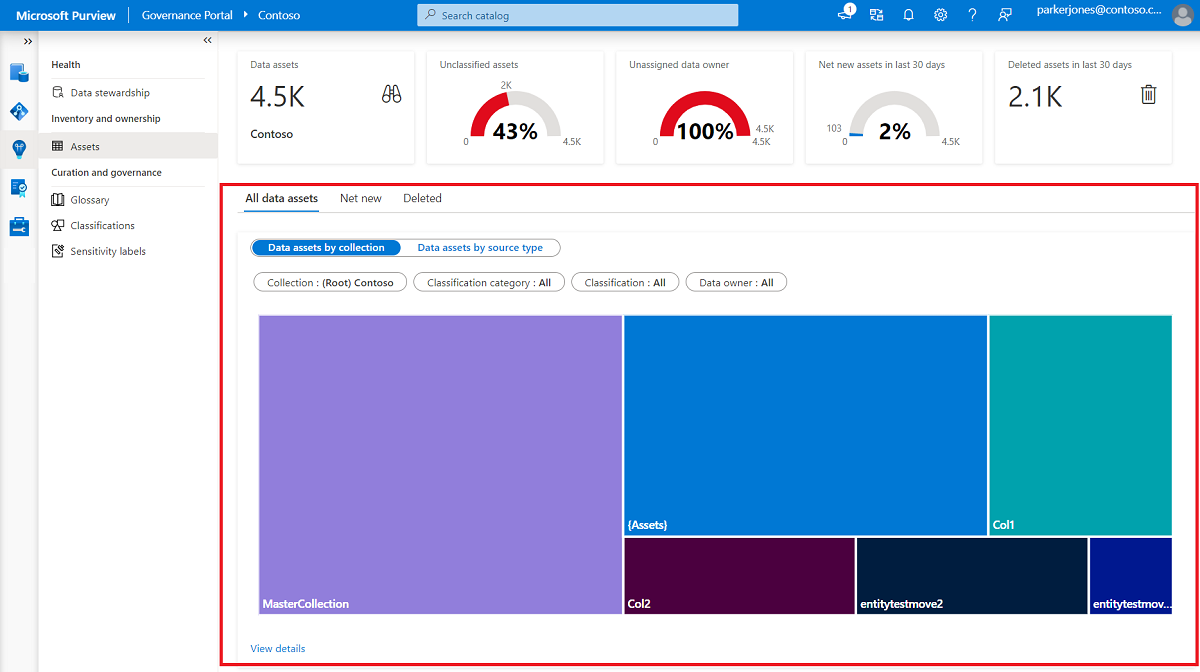 Microsoft Purview
Governance Portal
Contoso
Search catalog
1
parkerjones@contoso.c...
Health
Data stewardship
Inventory and ownership
Assets
Curation and governance
Glossary
Classifications
Sensitivity labels
Data assets
4.5K
Contoso
Unclassified assets
2K
43%
0
4.5K
Unassigned data owner
100%
4.5K
0
4.5K
Net new assets in last 30 days
103
2%
0
4.5K
Deleted assets in last 30 days
2.1K
All data assets
Net new
Deleted
Data assets by collection
Data assets by source type
Collection : (Root) Contoso
Classification category : All
Classification : All
Data owner : All
MasterCollection
{Assets}
Col1
Col2
entitytestmove2
entitytestmov...
View details